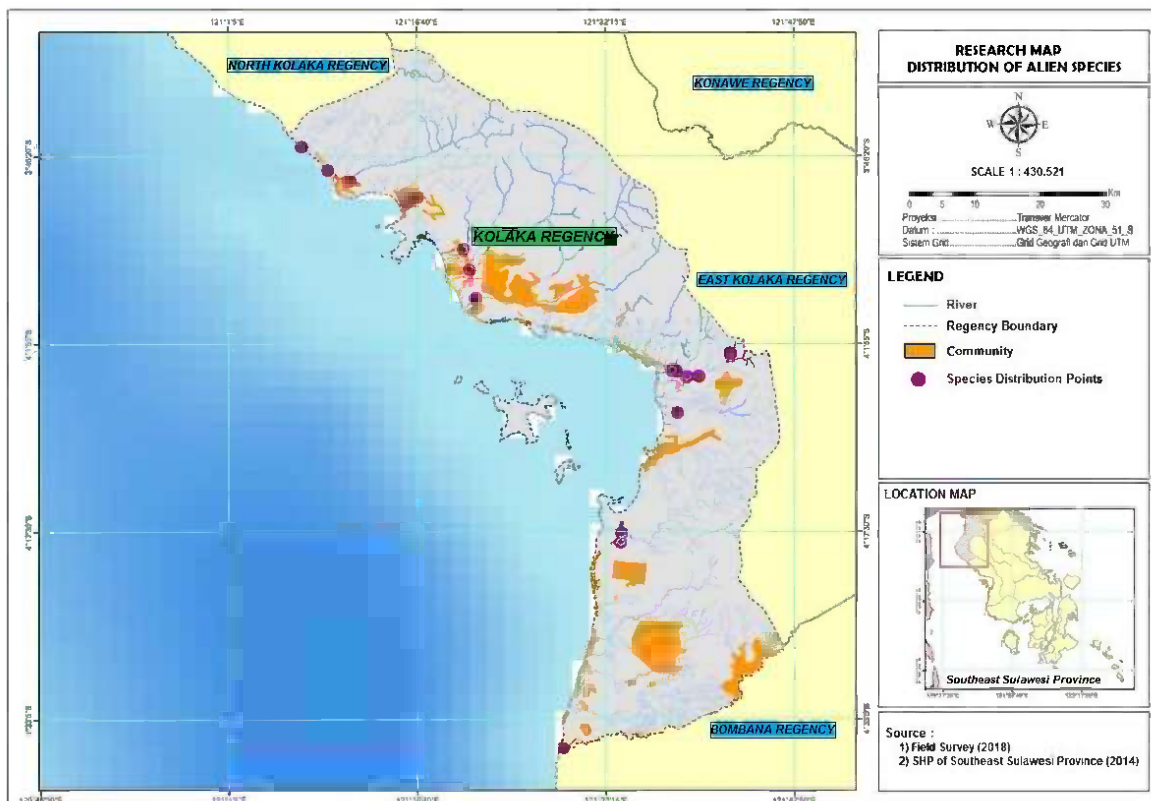 NORTH KOLAKA REGENCY
KONAWE REGENCY
KOLAKA REGENCY
EAST KOLAKA REGENCY
BOMBANA REGENCY
RESEARCH MAP
DISTRIBUTION OF ALIEN SPECIES
N
W E
S
SCALE 1 : 430.521
Km
0 5 10 20 30
Proyeksi Transver Mercator
Datum : WGS_84_UTM_ZONA_51_S
Sistem Grid Grid Geografi dan Grid UTM
LEGEND
River
Regency Boundary
Community
Species Distribution Points
LOCATION MAP
Southeast Sulawesi Province
Source :
1) Field Survey (2018)
2) SHP of Southeast Sulawesi Province (2014)